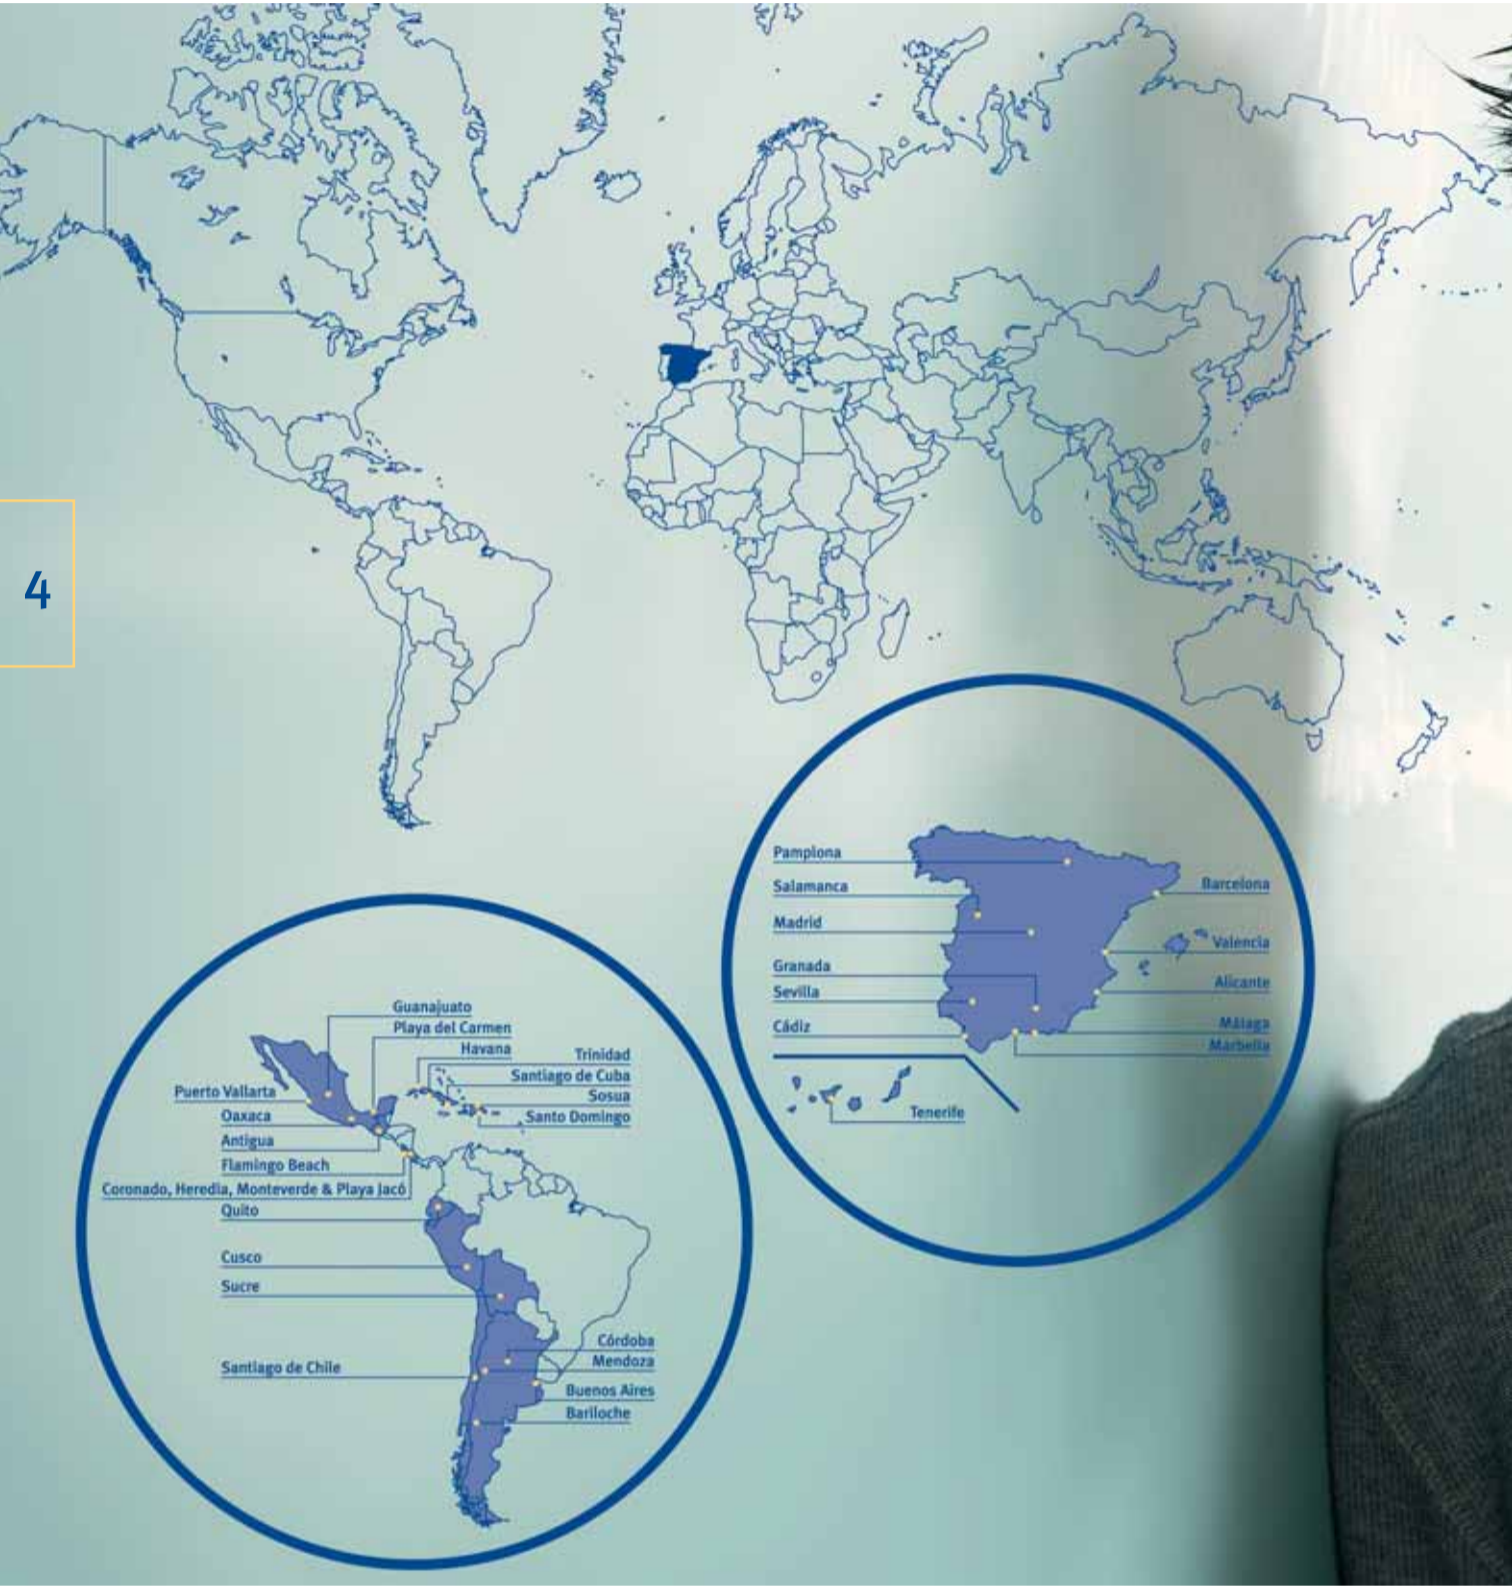 4
Pamplona
Salamanca
Barcelona
Madrid
Valencia
Granada
Alicante
Sevilla
Cádiz
Málaga
Marbella
Tenerife
Guanajuato
Playa del Carmen
Havana
Trinidad
Santiago de Cuba
Puerto Vallarta
Sosua
Oaxaca
Santo Domingo
Antigua
Flamingo Beach
Coronado, Heredia, Monteverde & Playa Jacó
Quito
Cusco
Sucre
Córdoba
Santiago de Chile
Mendoza
Buenos Aires
Bariloche